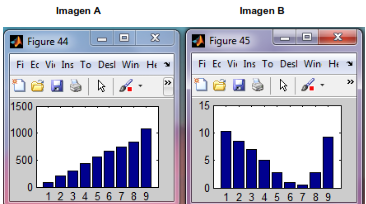 Imagen A
Imagen B
Figure 44
Figure 45
Fi Ec Vi Ins To Desl Win He
Fi Ec Vi Ins To Desl Win He
1500
1000
500
0
1 2 3 4 5 6 7 8 9
15
10
5
0
1 2 3 4 5 6 7 8 9